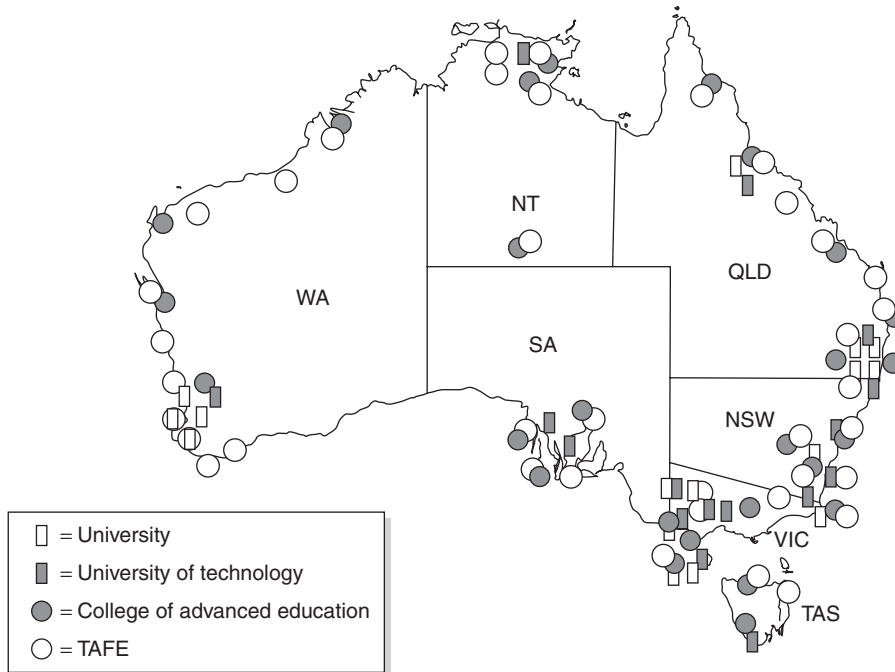 NT
QLD
WA
SA
NSW
VIC
TAS
= University
= University of technology
= College of advanced education
= TAFE